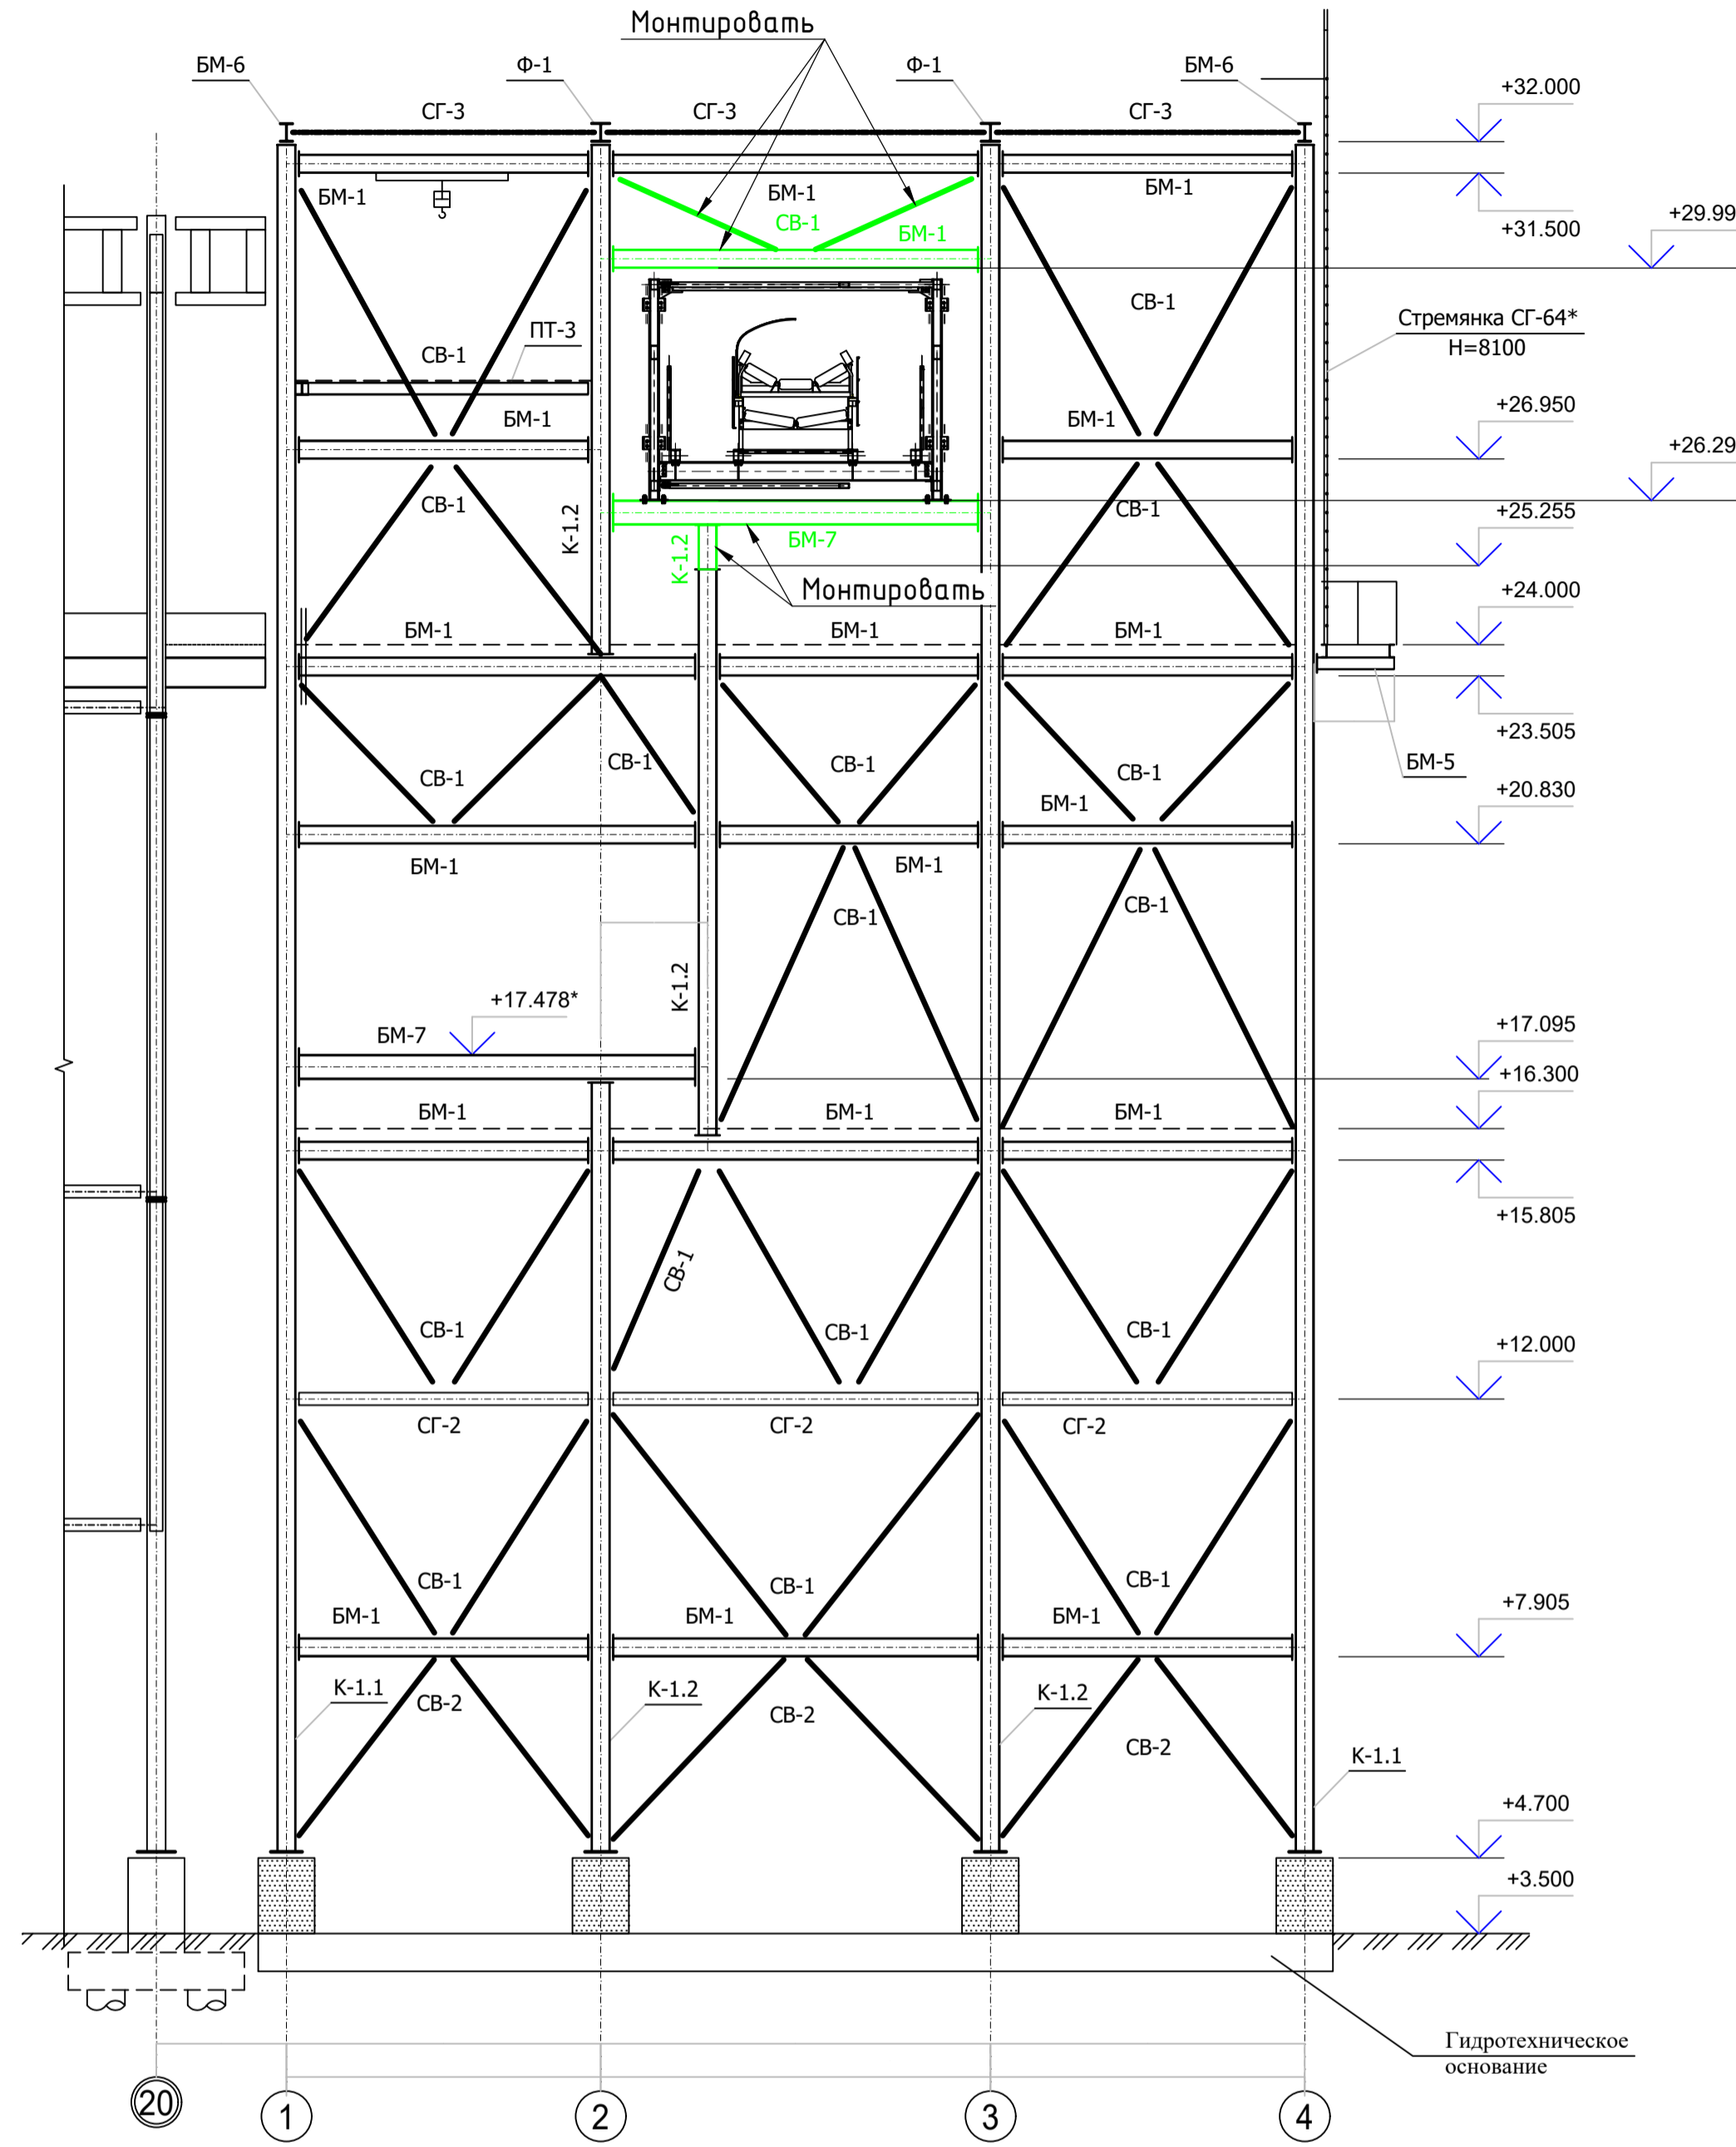 Монтировать
БМ-6
Ф-1
Ф-1
БМ-6
+32.000
СГ-3
СГ-3
СГ-3
БМ-1
БМ-1
БМ-1
СВ-1
БМ-1
+31.500
+29.99
СВ-1
ПТ-3
СВ-1
Стремянка СГ-64*
Н=8100
БМ-1
БМ-1
+26.950
+26.29
СВ-1
К-1.2
СВ-1
+25.255
К-1.2
БМ-7
Монтировать
+24.000
БМ-1
БМ-1
БМ-1
+23.505
СВ-1
СВ-1
СВ-1
СВ-1
БМ-5
+20.830
БМ-1
БМ-1
БМ-1
СВ-1
СВ-1
К-1.2
+17.478*
БМ-7
+17.095
+16.300
БМ-1
БМ-1
БМ-1
+15.805
СВ-1
СВ-1
СВ-1
СВ-1
+12.000
СГ-2
СГ-2
СГ-2
СВ-1
СВ-1
СВ-1
БМ-1
БМ-1
БМ-1
+7.905
К-1.1
СВ-2
К-1.2
СВ-2
К-1.2
СВ-2
К-1.1
+4.700
+3.500
Гидротехническое
основание
20
1
2
3
4